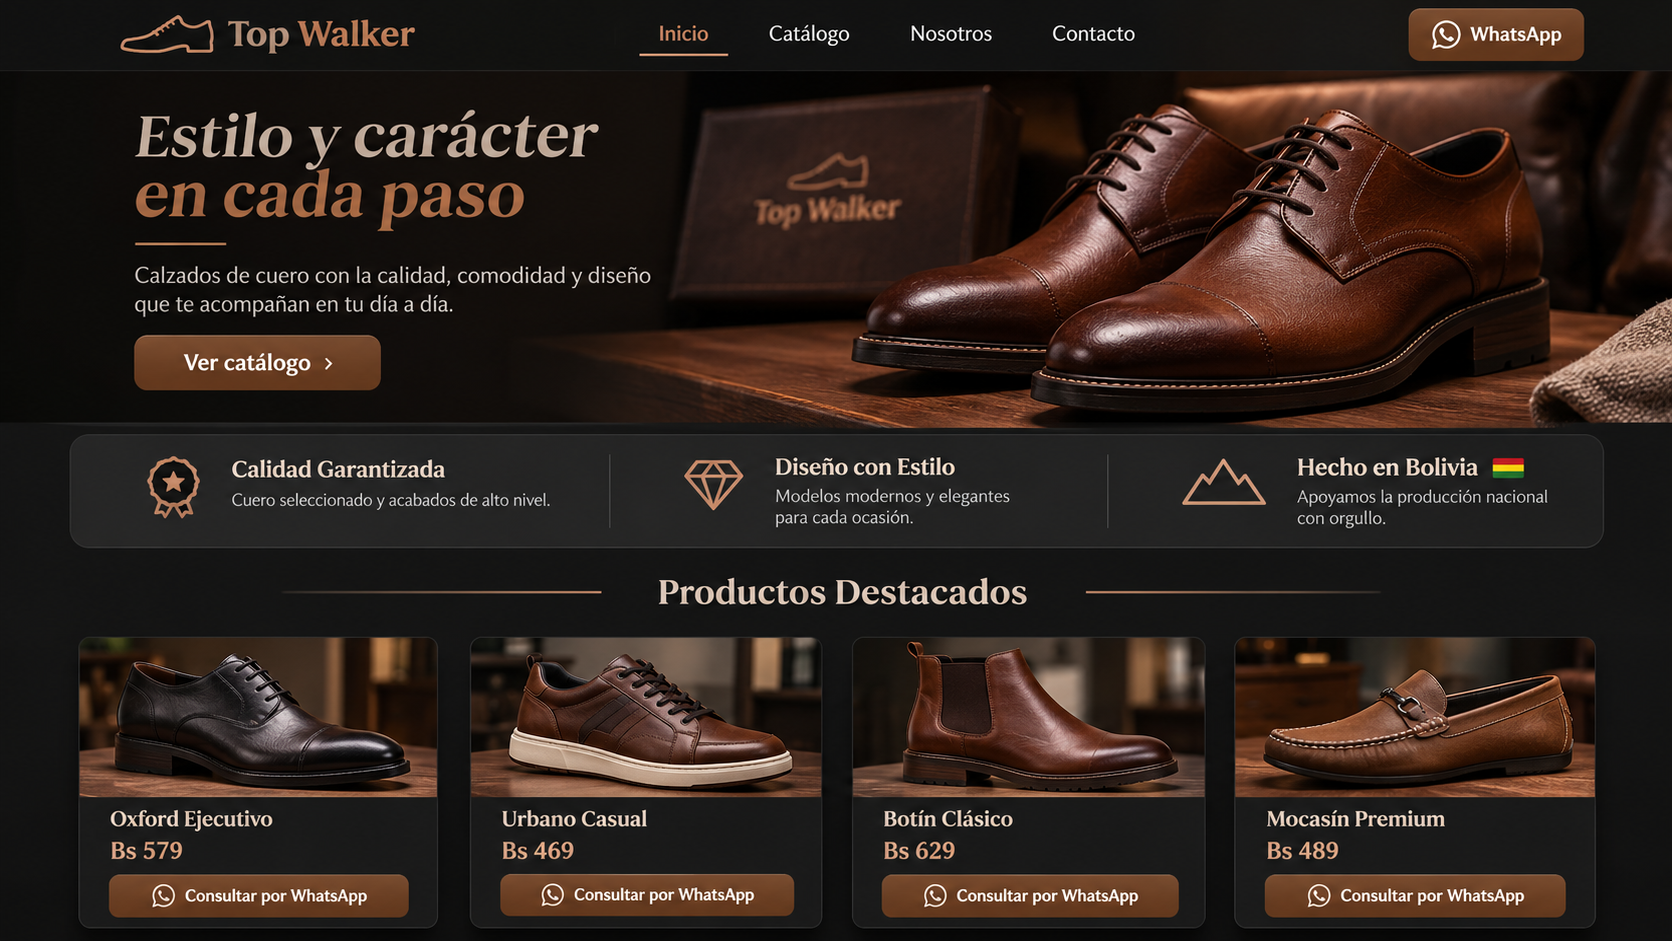 Top Walker
Inicio
Catálogo
Nosotros
Contacto
WhatsApp
Estilo y carácter
en cada paso
Calzados de cuero con la calidad, comodidad y diseño
que te acompañan en tu día a día.
Ver catálogo ›
Top Walker
Calidad Garantizada
Cuero seleccionado y acabados de alto nivel.
Diseño con Estilo
Modelos modernos y elegantes
para cada ocasión.
Hecho en Bolivia
Apoyamos la producción nacional
con orgullo.
Productos Destacados
Oxford Ejecutivo
Bs 579
Consultar por WhatsApp
Urbano Casual
Bs 469
Consultar por WhatsApp
Botín Clásico
Bs 629
Consultar por WhatsApp
Mocasín Premium
Bs 489
Consultar por WhatsApp